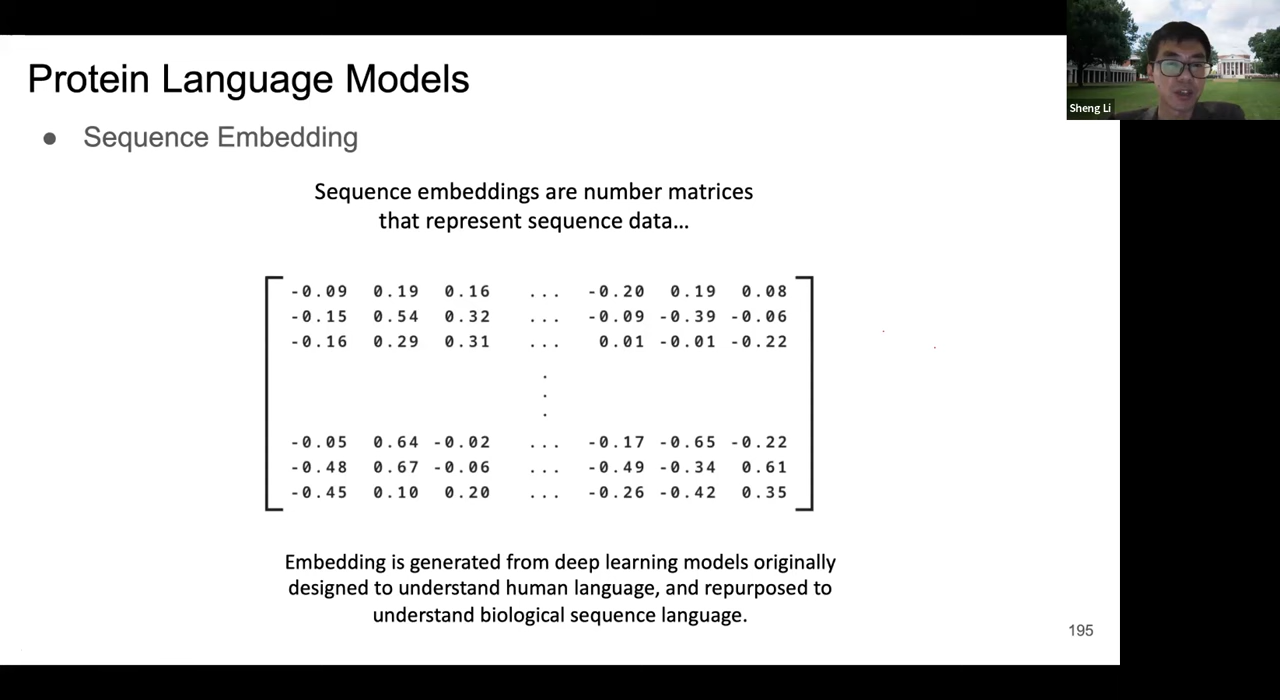 Protein Language Models
Sheng Li
● Sequence Embedding
Sequence embeddings are number matrices
that represent sequence data...
-0.09 0.19 0.16 ... -0.20 0.19 0.08
-0.15 0.54 0.32 ... -0.09 -0.39 -0.06
-0.16 0.29 0.31 ... 0.01 -0.01 -0.22
.
.
.
-0.05 0.64 -0.02 ... -0.17 -0.65 -0.22
-0.48 0.67 -0.06 ... -0.49 -0.34 0.61
-0.45 0.10 0.20 ... -0.26 -0.42 0.35
Embedding is generated from deep learning models originally
designed to understand human language, and repurposed to
understand biological sequence language.
195